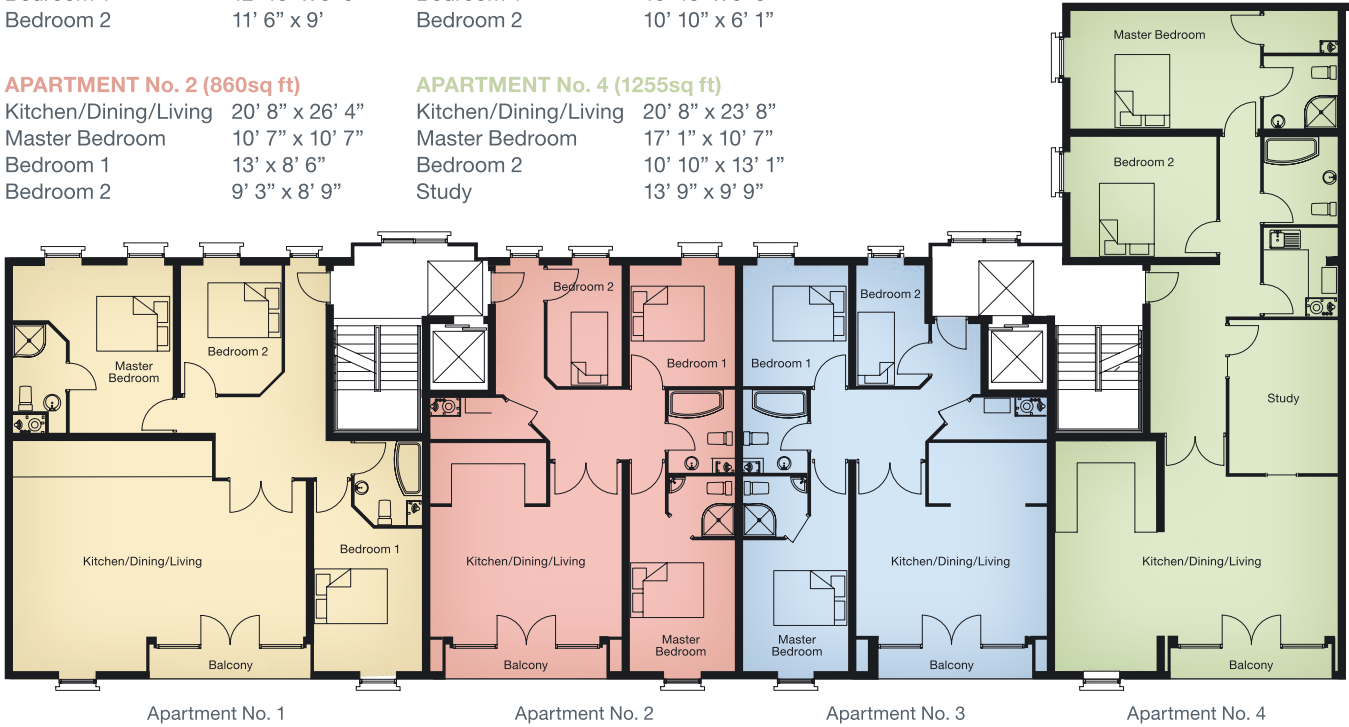 Bedroom 2 11’ 6” x 9’
Bedroom 2 10’ 10” x 6’ 1”
APARTMENT No. 2 (860sq ft)
Kitchen/Dining/Living 20’ 8” x 26’ 4”
Master Bedroom 10’ 7” x 10’ 7”
Bedroom 1 13’ x 8’ 6”
Bedroom 2 9’ 3” x 8’ 9”
APARTMENT No. 4 (1255sq ft)
Kitchen/Dining/Living 20’ 8” x 23’ 8”
Master Bedroom 17’ 1” x 10’ 7”
Bedroom 2 10’ 10” x 13’ 1”
Study 13’ 9” x 9’ 9”
Master Bedroom
Bedroom 2
Master
Bedroom
Bedroom 2
Bedroom 2
Bedroom 1
Bedroom 1
Bedroom 2
Study
Bedroom 1
Kitchen/Dining/Living
Kitchen/Dining/Living
Kitchen/Dining/Living
Kitchen/Dining/Living
Master
Bedroom
Master
Bedroom
Balcony
Balcony
Balcony
Balcony
Apartment No. 1
Apartment No. 2
Apartment No. 3
Apartment No. 4